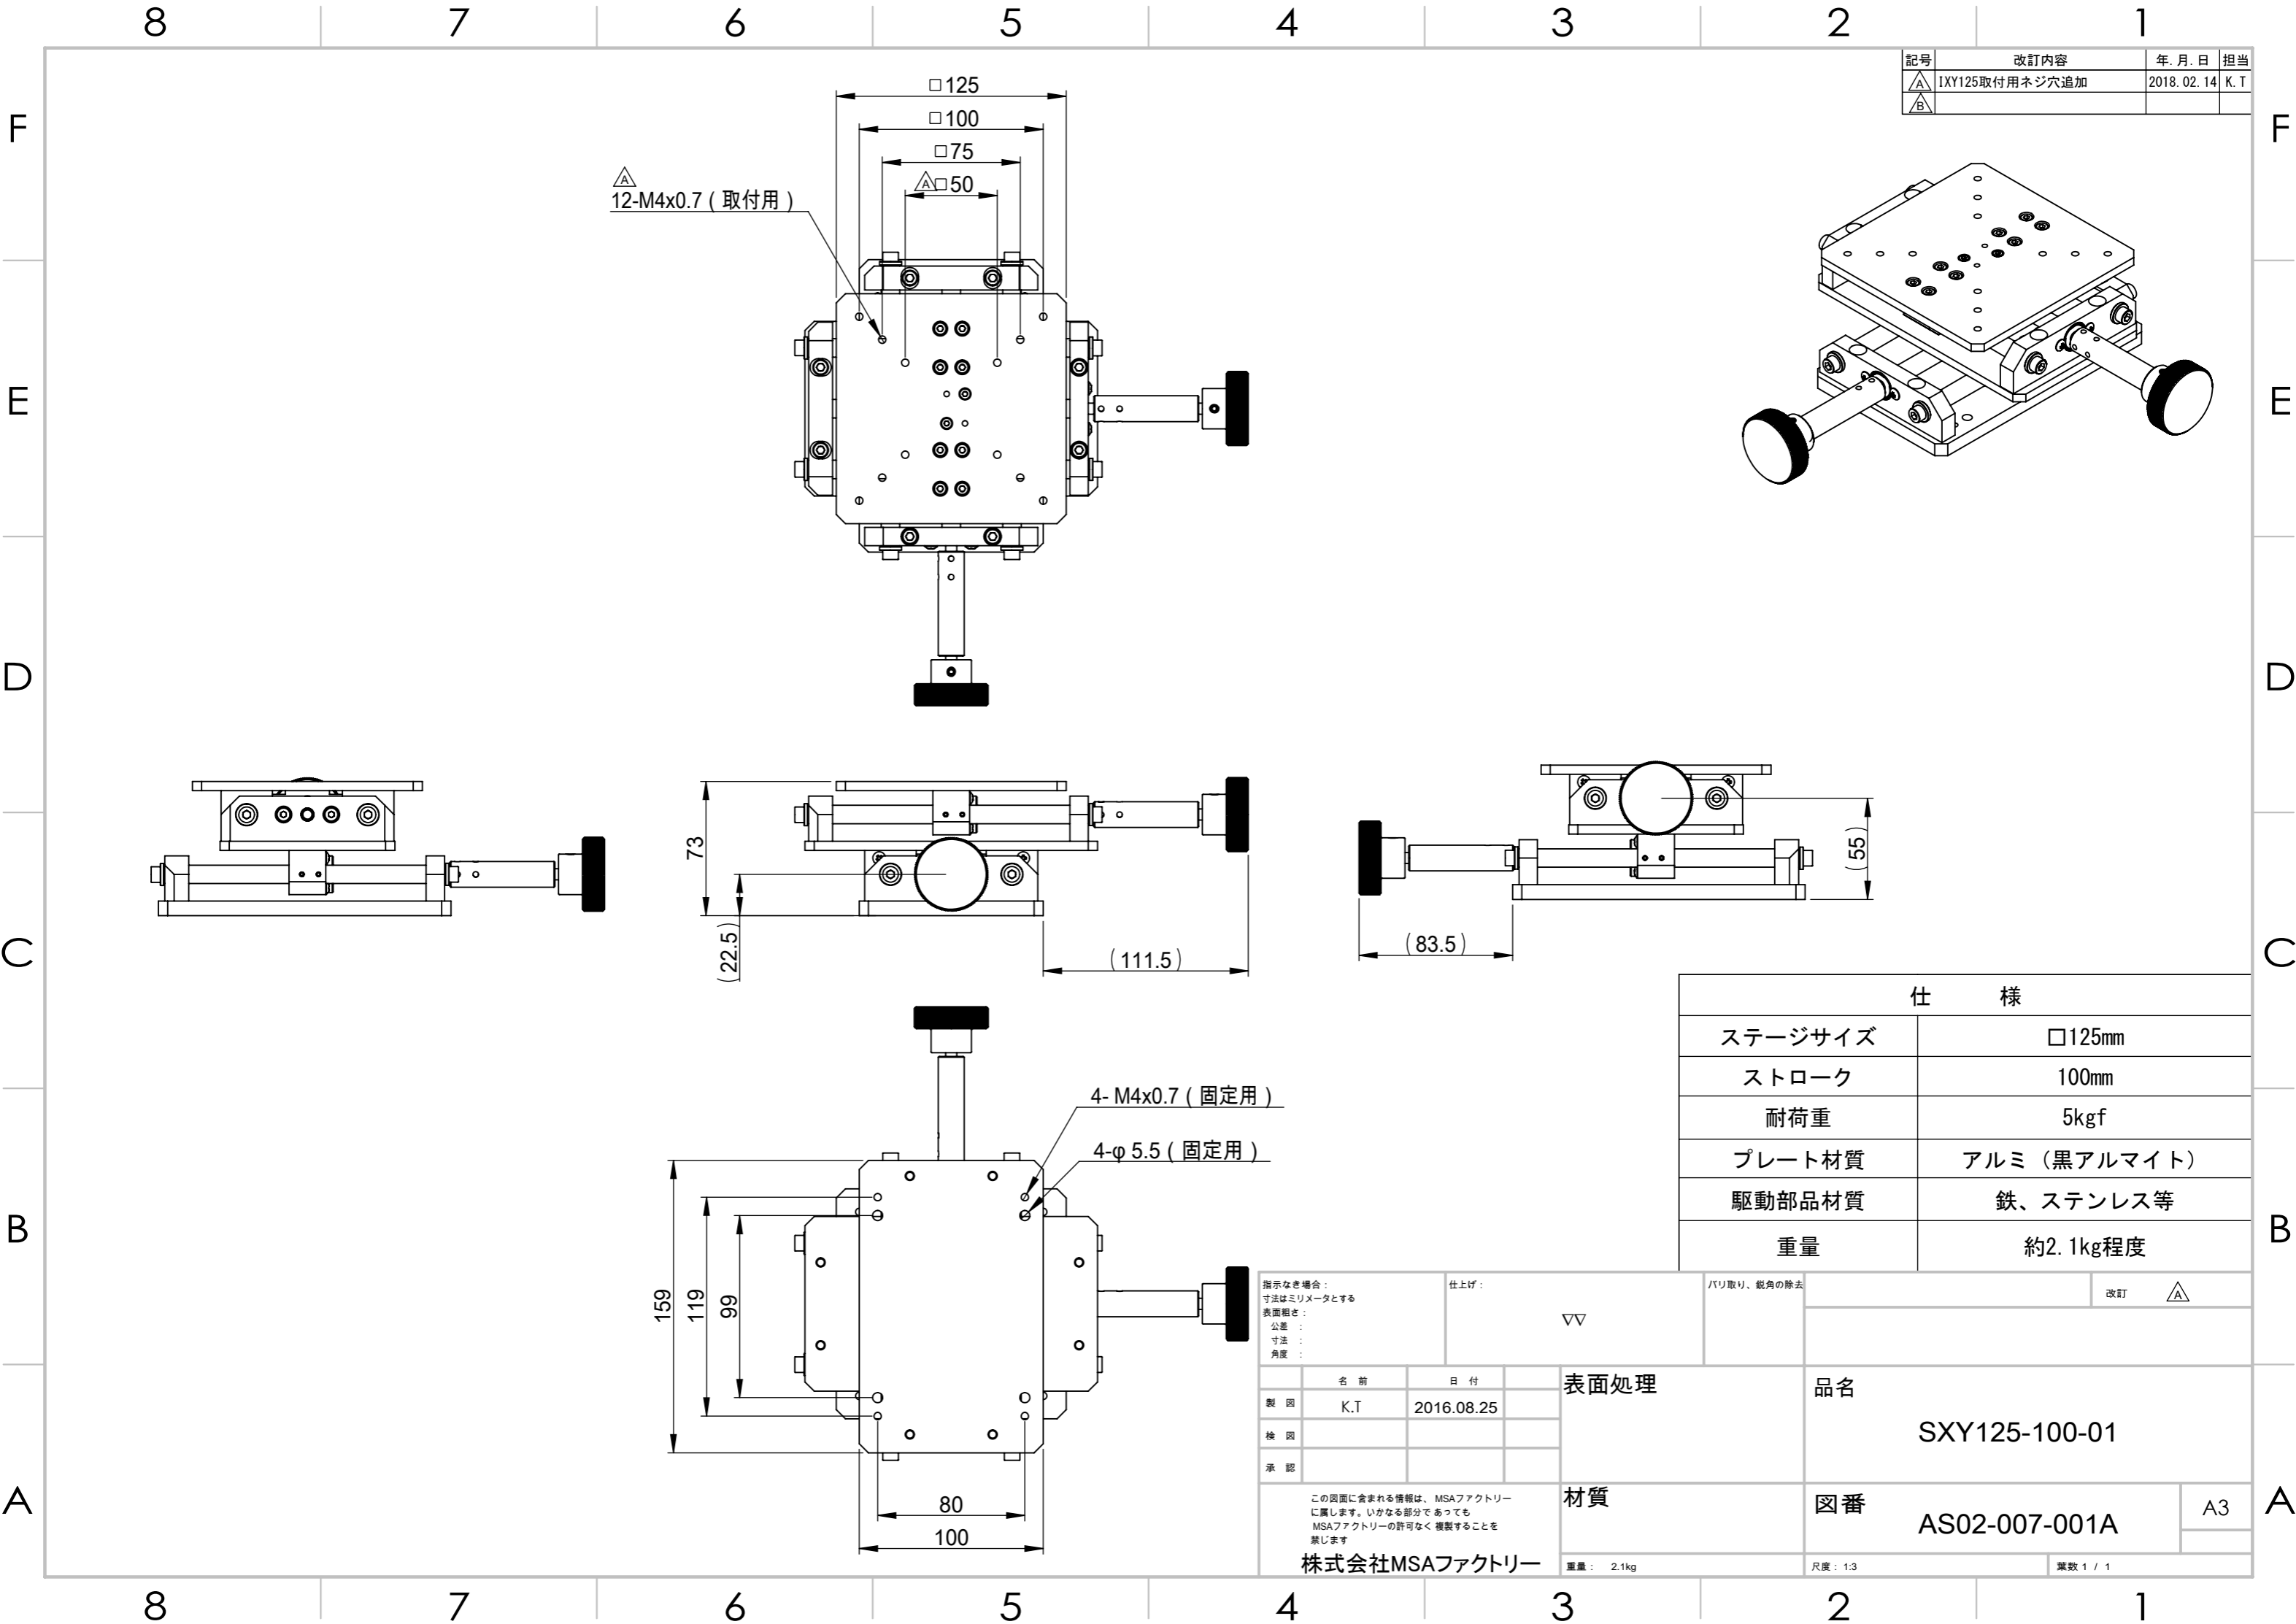 8 7 6 5 4 3 2 1
F
E
D
C
B
A
F
E
D
C
B
A
記号 改訂内容 年.月.日 担当
A IXY125取付用ネジ穴追加 2018.02.14 K.T
B
□125
□100
□75
A □50
A
12-M4x0.7 ( 取付用 )
73
(22.5)
(111.5)
(83.5)
(55)
4- M4x0.7 ( 固定用 )
4-φ 5.5 ( 固定用 )
159
119
99
80
100
仕 様
ステージサイズ □125mm
ストローク 100mm
耐荷重 5kgf
プレート材質 アルミ（黒アルマイト）
駆動部品材質 鉄、ステンレス等
重量 約2.1kg程度
指示なき場合：
寸法はミリメータとする
表面粗さ：
公差 ：
寸法 ：
角度 ：
仕上げ：
▽▽
バリ取り、鋭角の除去
改訂 A
名 前 日 付
製 図 K.T 2016.08.25
検 図
承 認
表面処理
品名
SXY125-100-01
この図面に含まれる情報は、 MSAファクトリー
に属します。いかなる部分で あっても
MSAファクトリーの許可なく 複製することを
禁じます
株式会社MSAファクトリー
材質
図番
AS02-007-001A
A3
重量： 2.1kg
尺度：1:3
葉数 1 / 1
8 7 6 5 4 3 2 1